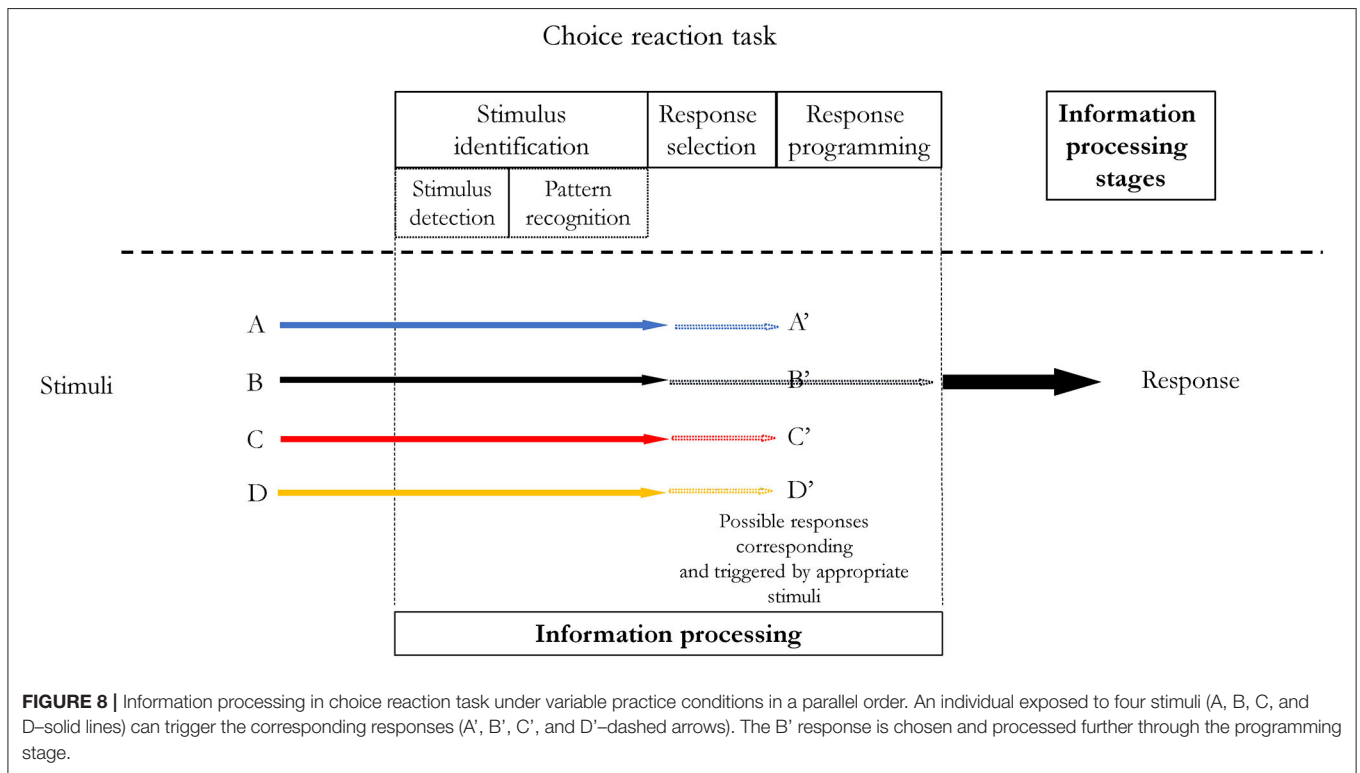 Choice reaction task
Stimulus
identification
Response
selection
Response
programming
Information
processing
stages
Stimulus
detection
Pattern
recognition
A
A’
Stimuli
B
B’
Response
C
C’
D
D’
Possible responses
corresponding
and triggered by appropriate
stimuli
Information processing
FIGURE 8 | Information processing in choice reaction task under variable practice conditions in a parallel order. An individual exposed to four stimuli (A, B, C, and
D–solid lines) can trigger the corresponding responses (A’, B’, C’, and D’–dashed arrows). The B’ response is chosen and processed further through the programming
stage.